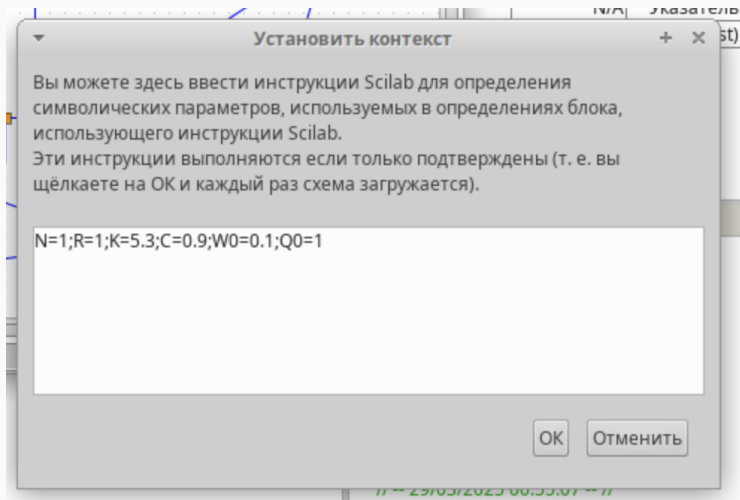 N/A
Установить контекст
Вы можете здесь ввести инструкции Scilab для определения
символических параметров, используемых в определениях блока,
использующего инструкции Scilab.
Эти инструкции выполняются если только подтверждены (т. е. вы
щёлкаете на ОК и каждый раз схема загружается).
N=1;R=1;K=5.3;C=0.9;W0=0.1;Q0=1
ОК
Отменить